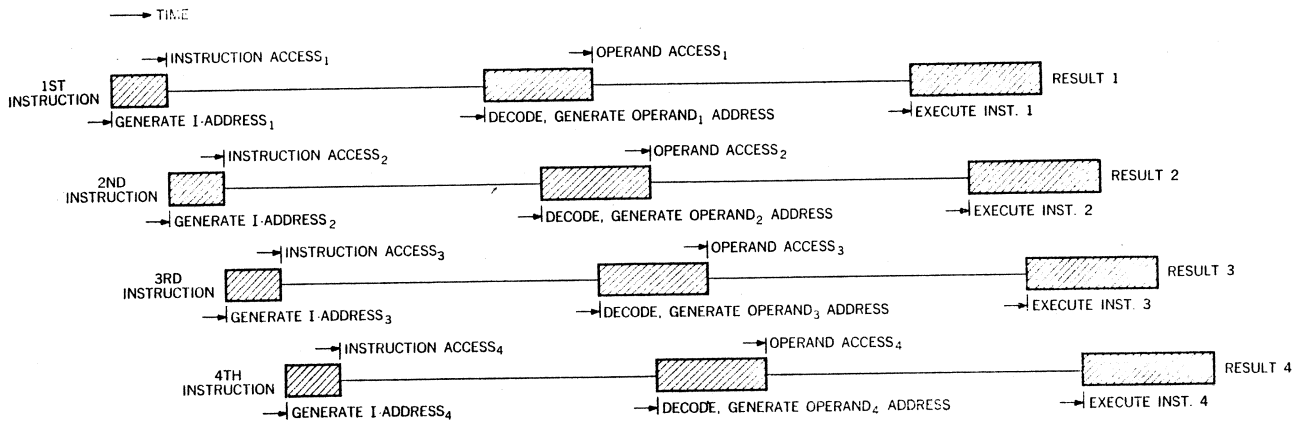 TIME
INSTRUCTION ACCESS₁
OPERAND ACCESS₁
1ST
INSTRUCTION
RESULT 1
GENERATE I·ADDRESS₁
DECODE, GENERATE OPERAND₁ ADDRESS
EXECUTE INST. 1
INSTRUCTION ACCESS₂
OPERAND ACCESS₂
2ND
INSTRUCTION
RESULT 2
GENERATE I·ADDRESS₂
DECODE, GENERATE OPERAND₂ ADDRESS
EXECUTE INST. 2
INSTRUCTION ACCESS₃
OPERAND ACCESS₃
3RD
INSTRUCTION
RESULT 3
GENERATE I·ADDRESS₃
DECODE, GENERATE OPERAND₃ ADDRESS
EXECUTE INST. 3
INSTRUCTION ACCESS₄
OPERAND ACCESS₄
4TH
INSTRUCTION
RESULT 4
GENERATE I·ADDRESS₄
DECODE, GENERATE OPERAND₄ ADDRESS
EXECUTE INST. 4